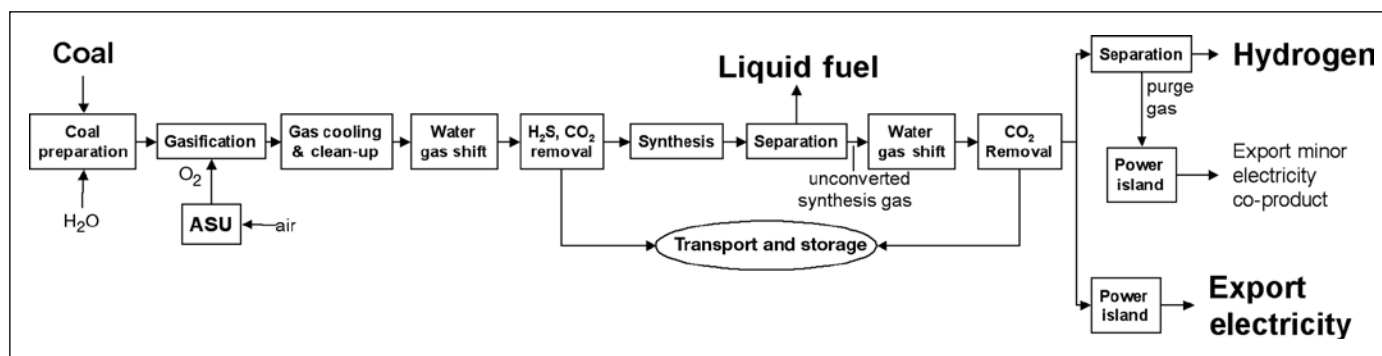 Coal
Coal
preparation
H₂O
Gasification
O₂
ASU
air
Gas cooling
& clean-up
Water
gas shift
H₂S, CO₂
removal
Synthesis
Liquid fuel
Separation
unconverted
synthesis gas
Water
gas shift
CO₂
Removal
Transport and storage
Separation
Hydrogen
purge
gas
Power
island
Export minor
electricity
co-product
Power
island
Export
electricity